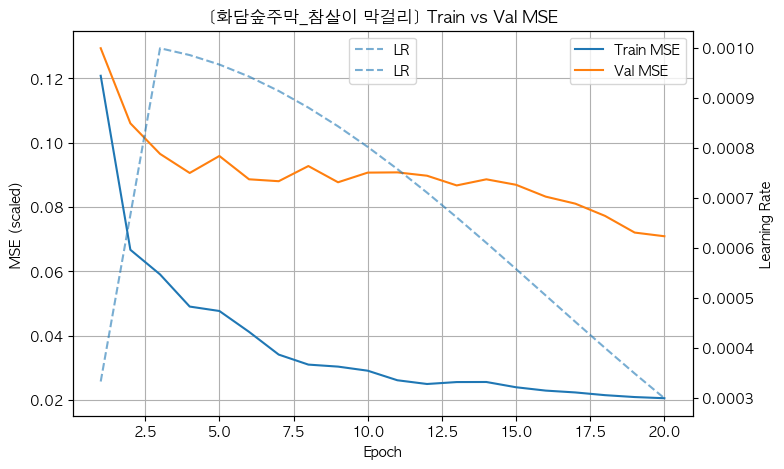 [화담숲주막_참살이 막걸리] Train vs Val MSE
LR
LR
Train MSE
Val MSE
MSE (scaled)
0.12
0.10
0.08
0.06
0.04
0.02
0.0010
0.0009
0.0008
0.0007
0.0006
0.0005
0.0004
0.0003
Learning Rate
2.5
5.0
7.5
10.0
12.5
15.0
17.5
20.0
Epoch